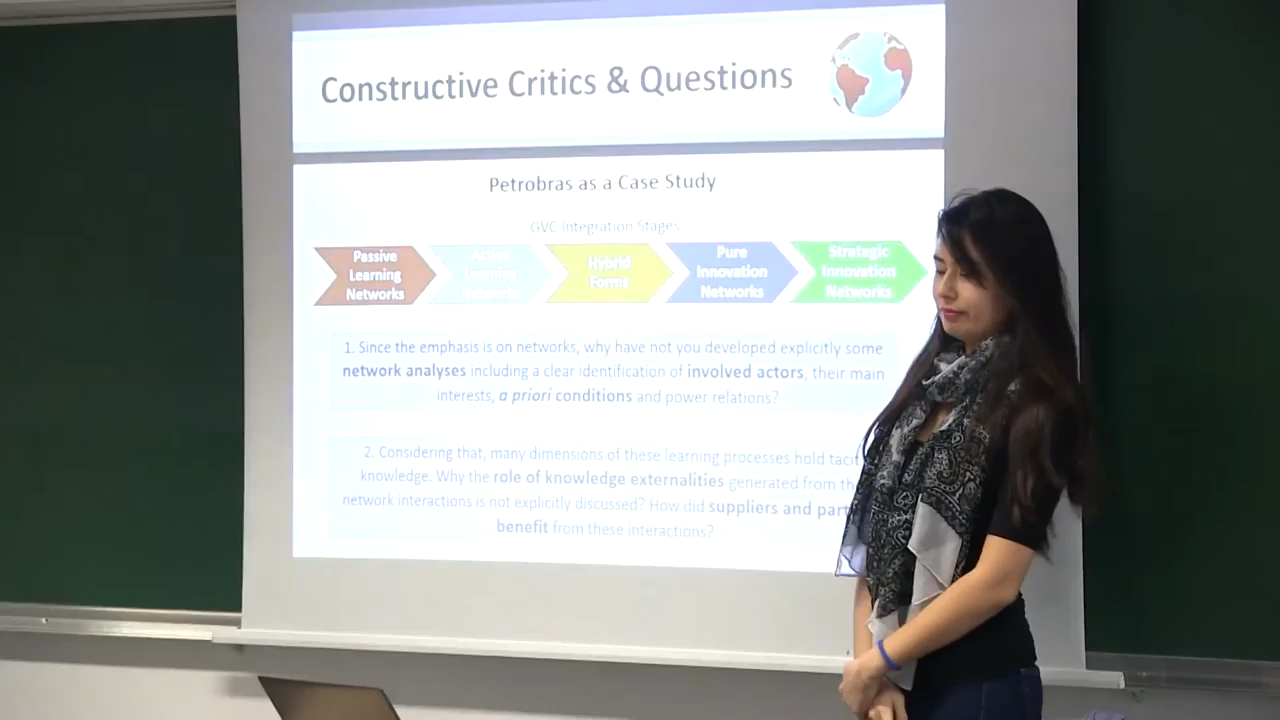 Constructive Critics & Questions
Petrobras as a Case Study
GVC Integration Stages
Passive
Learning
Networks
Active
Learning
Networks
Hybrid
Forms
Pure
Innovation
Networks
Strategic
Innovation
Networks
1. Since the emphasis is on networks, why have not you developed explicitly some
network analyses including a clear identification of involved actors, their main
interests, a priori conditions and power relations?
2. Considering that, many dimensions of these learning processes hold tacit
knowledge. Why the role of knowledge externalities generated from
network interactions is not explicitly discussed? How did suppliers and
benefit from these interactions?